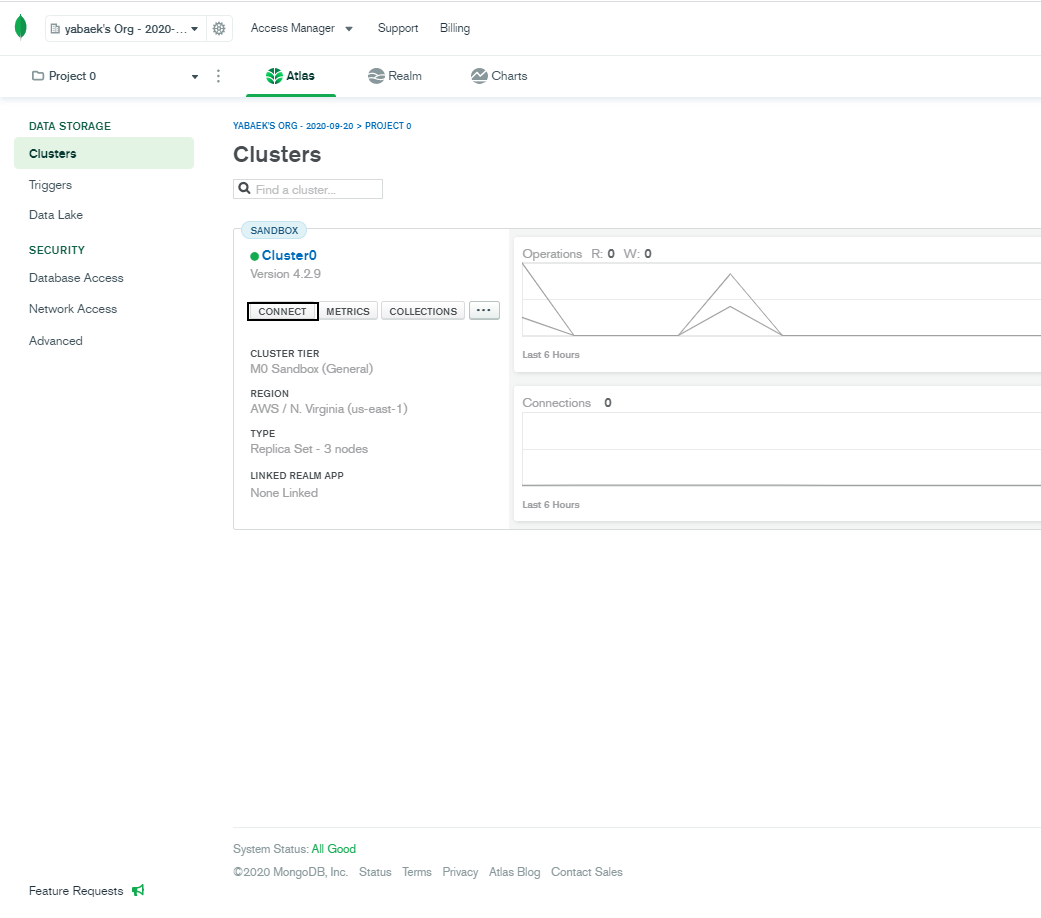 yabaek's Org - 2020-... Access Manager Support Billing
Project 0 Atlas Realm Charts
DATA STORAGE
Clusters
Triggers
Data Lake
SECURITY
Database Access
Network Access
Advanced
Feature Requests
YABAEK'S ORG - 2020-09-20 > PROJECT 0
Clusters
Find a cluster...
SANDBOX
Cluster0
Version 4.2.9
CONNECT METRICS COLLECTIONS ...
CLUSTER TIER
M0 Sandbox (General)
REGION
AWS / N. Virginia (us-east-1)
TYPE
Replica Set - 3 nodes
LINKED REALM APP
None Linked
Operations R: 0 W: 0
Last 6 Hours
Connections 0
Last 6 Hours
System Status: All Good
©2020 MongoDB, Inc. Status Terms Privacy Atlas Blog Contact Sales